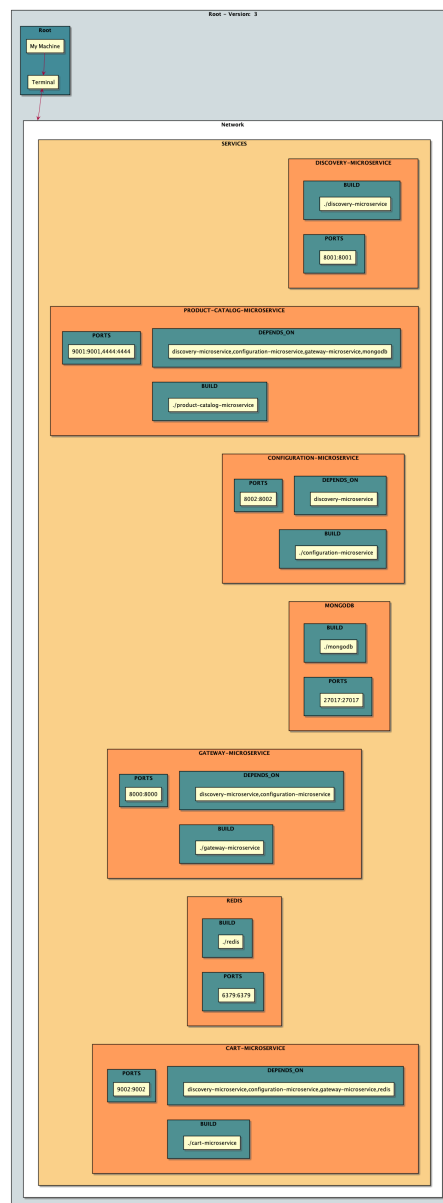 Root - Version: 3
Root
My Machine
Terminal
Network
SERVICES
DISCOVERY-MICROSERVICE
BUILD
./discovery-microservice
PORTS
8001:8001
PRODUCT-CATALOG-MICROSERVICE
PORTS
9001:9001,4444:4444
DEPENDS_ON
discovery-microservice,configuration-microservice,gateway-microservice,mongodb
BUILD
./product-catalog-microservice
CONFIGURATION-MICROSERVICE
PORTS
8002:8002
DEPENDS_ON
discovery-microservice
BUILD
./configuration-microservice
MONGODB
BUILD
./mongodb
PORTS
27017:27017
GATEWAY-MICROSERVICE
PORTS
8000:8000
DEPENDS_ON
discovery-microservice,configuration-microservice
BUILD
./gateway-microservice
REDIS
BUILD
./redis
PORTS
6379:6379
CART-MICROSERVICE
PORTS
9002:9002
DEPENDS_ON
discovery-microservice,configuration-microservice,gateway-microservice,redis
BUILD
./cart-microservice